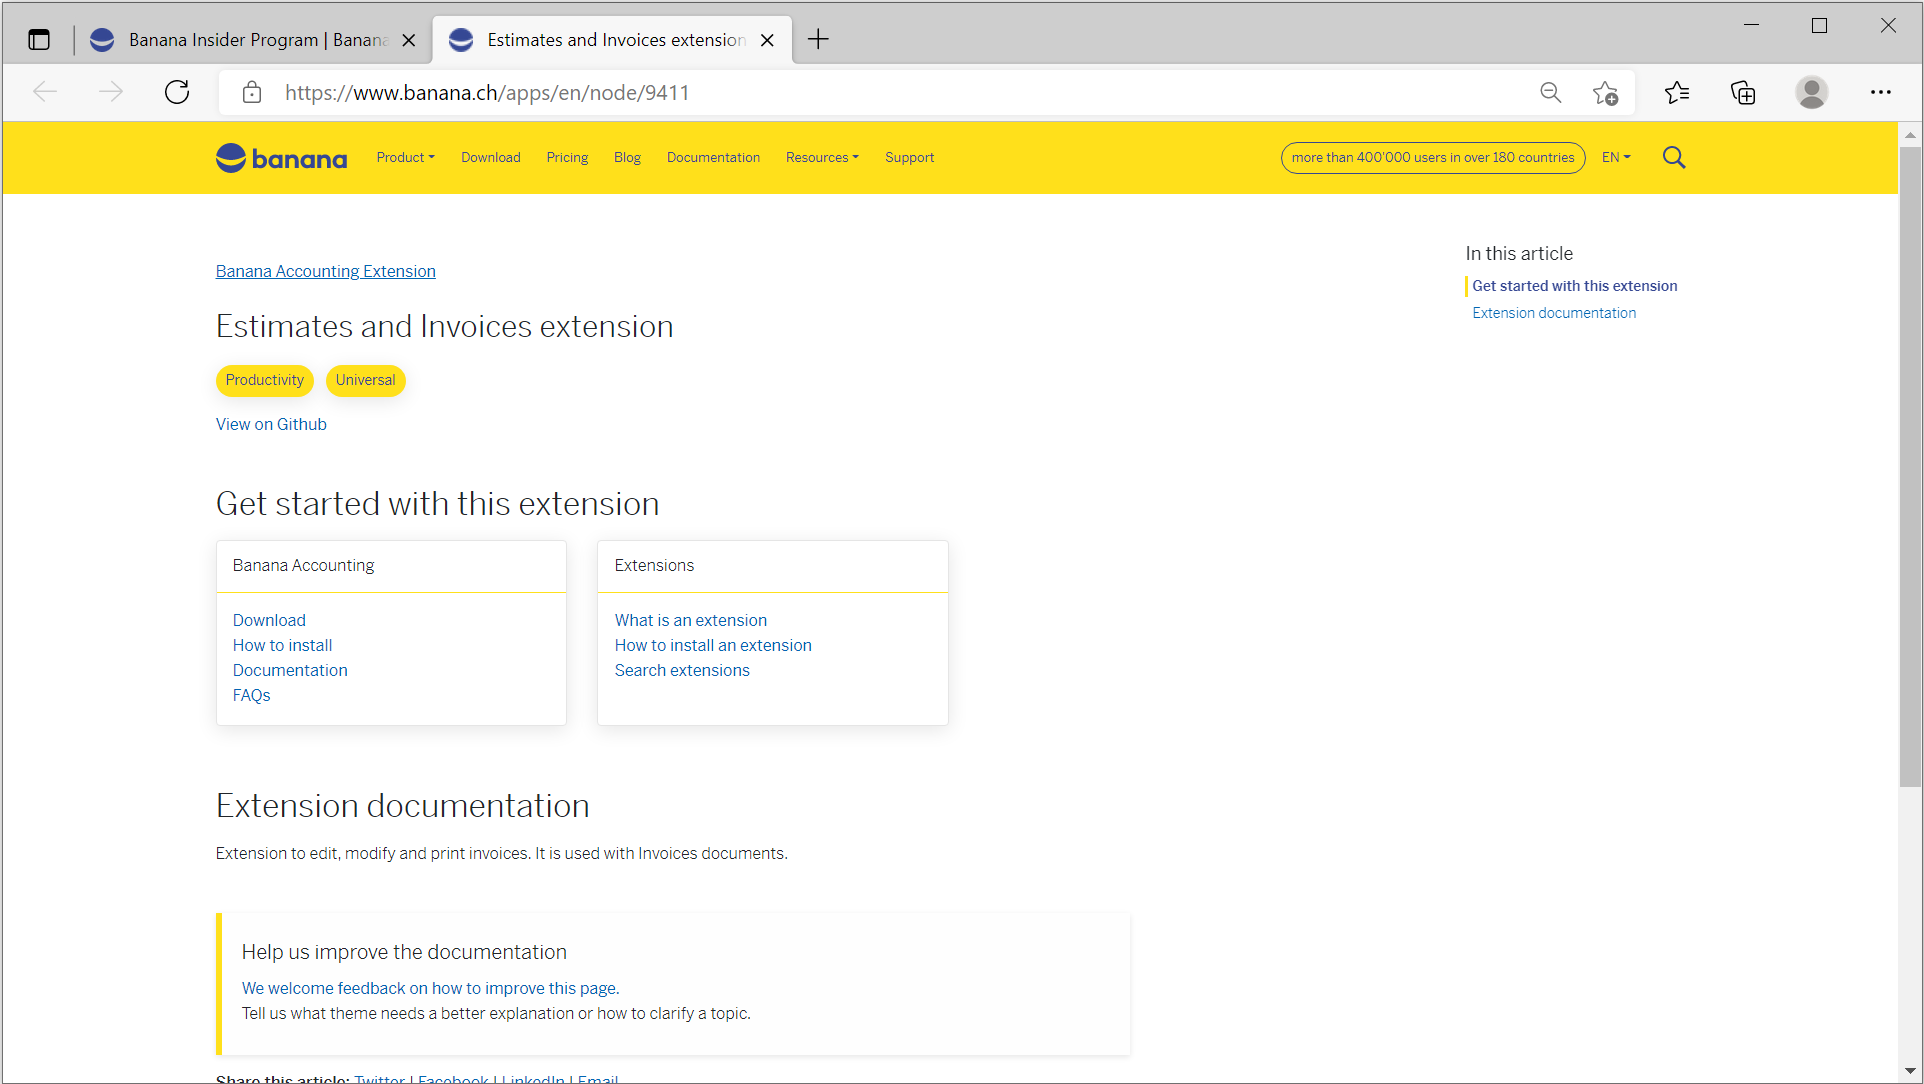 Banana Insider Program | Banana
Estimates and Invoices extension
https://www.banana.ch/apps/en/node/9411
banana
Product
Download
Pricing
Blog
Documentation
Resources
Support
more than 400'000 users in over 180 countries
EN
Banana Accounting Extension
Estimates and Invoices extension
Productivity
Universal
View on Github
In this article
Get started with this extension
Extension documentation
Get started with this extension
Banana Accounting
Download
How to install
Documentation
FAQs
Extensions
What is an extension
How to install an extension
Search extensions
Extension documentation
Extension to edit, modify and print invoices. It is used with Invoices documents.
Help us improve the documentation
We welcome feedback on how to improve this page.
Tell us what theme needs a better explanation or how to clarify a topic.
Share this article: Twitter | Facebook | LinkedIn | Email